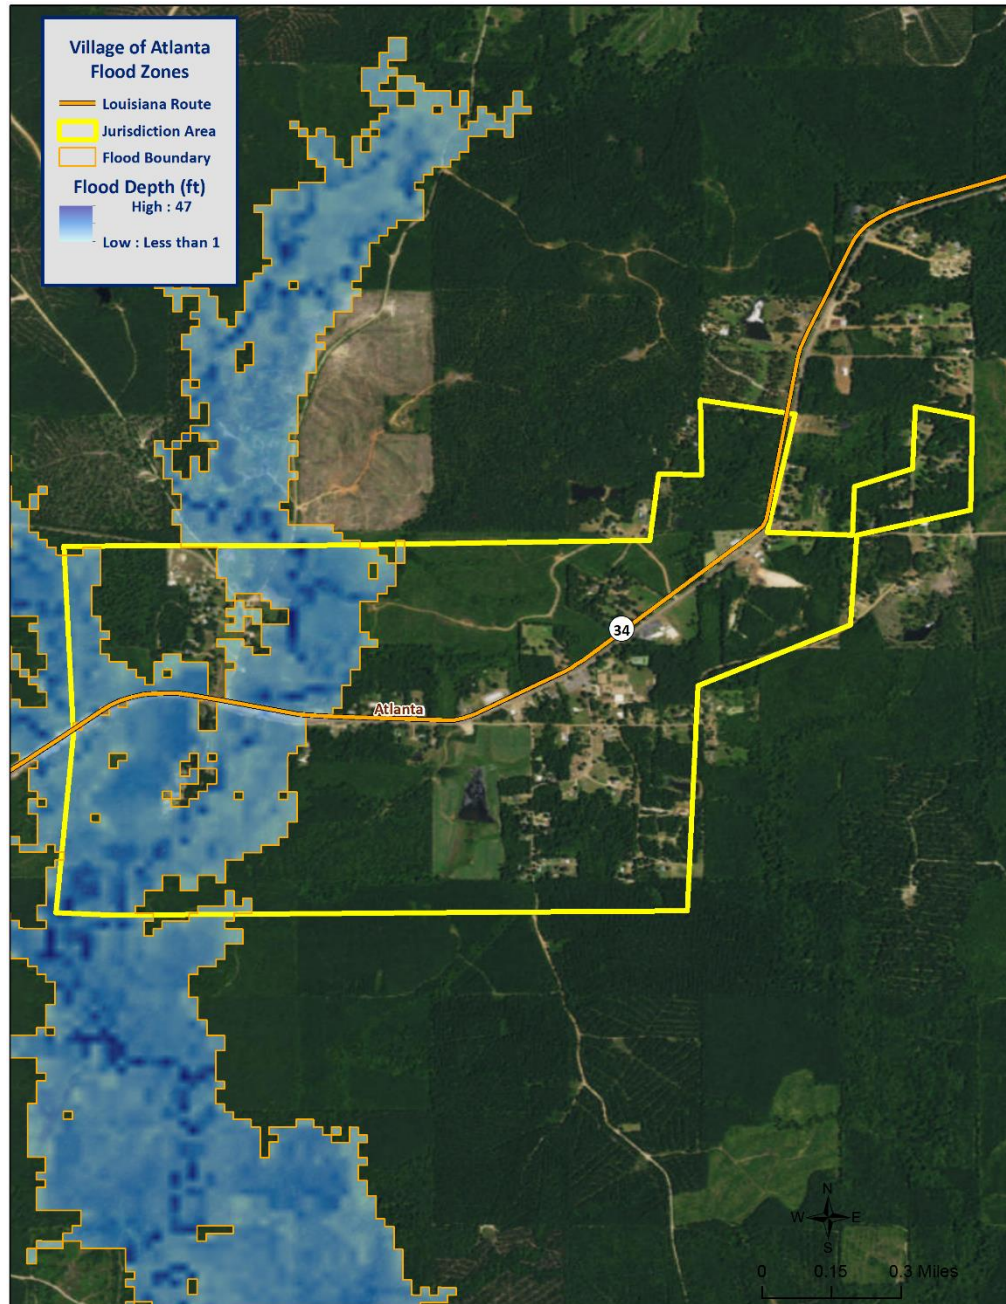 Village of Atlanta
Flood Zones
Louisiana Route
Jurisdiction Area
Flood Boundary
Flood Depth (ft)
High : 47
Low : Less than 1
34
Atlanta
N
W E
S
0 0.15 0.3 Miles